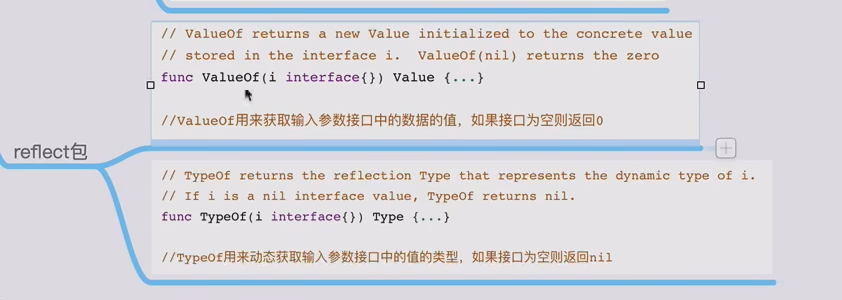 // ValueOf returns a new Value initialized to the concrete value
// stored in the interface i.  ValueOf(nil) returns the zero
func ValueOf(i interface{}) Value {...}
//ValueOf用来获取输入参数接口中的数据的值，如果接口为空则返回0
reflect包
// TypeOf returns the reflection Type that represents the dynamic type of i.
// If i is a nil interface value, TypeOf returns nil.
func TypeOf(i interface{}) Type {...}
//TypeOf用来动态获取输入参数接口中的值的类型，如果接口为空则返回nil